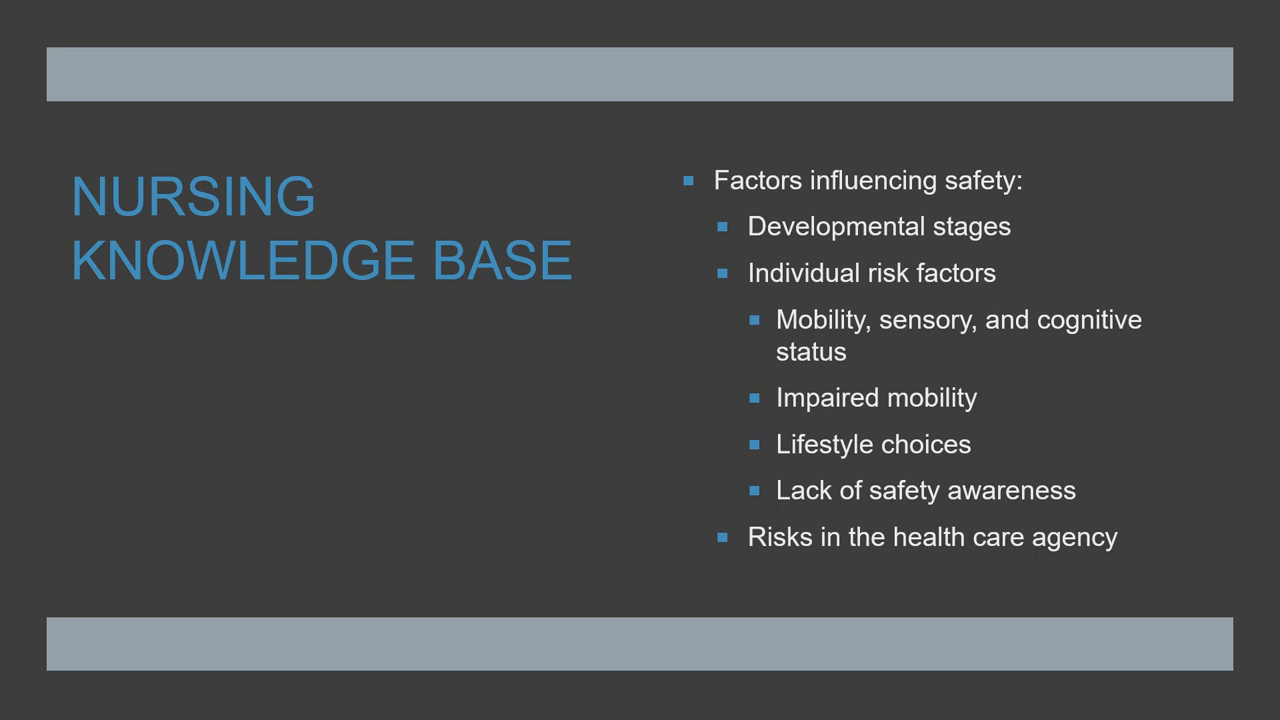 NURSING
KNOWLEDGE BASE
Factors influencing safety:
Developmental stages
Individual risk factors
Mobility, sensory, and cognitive
status
Impaired mobility
Lifestyle choices
Lack of safety awareness
Risks in the health care agency